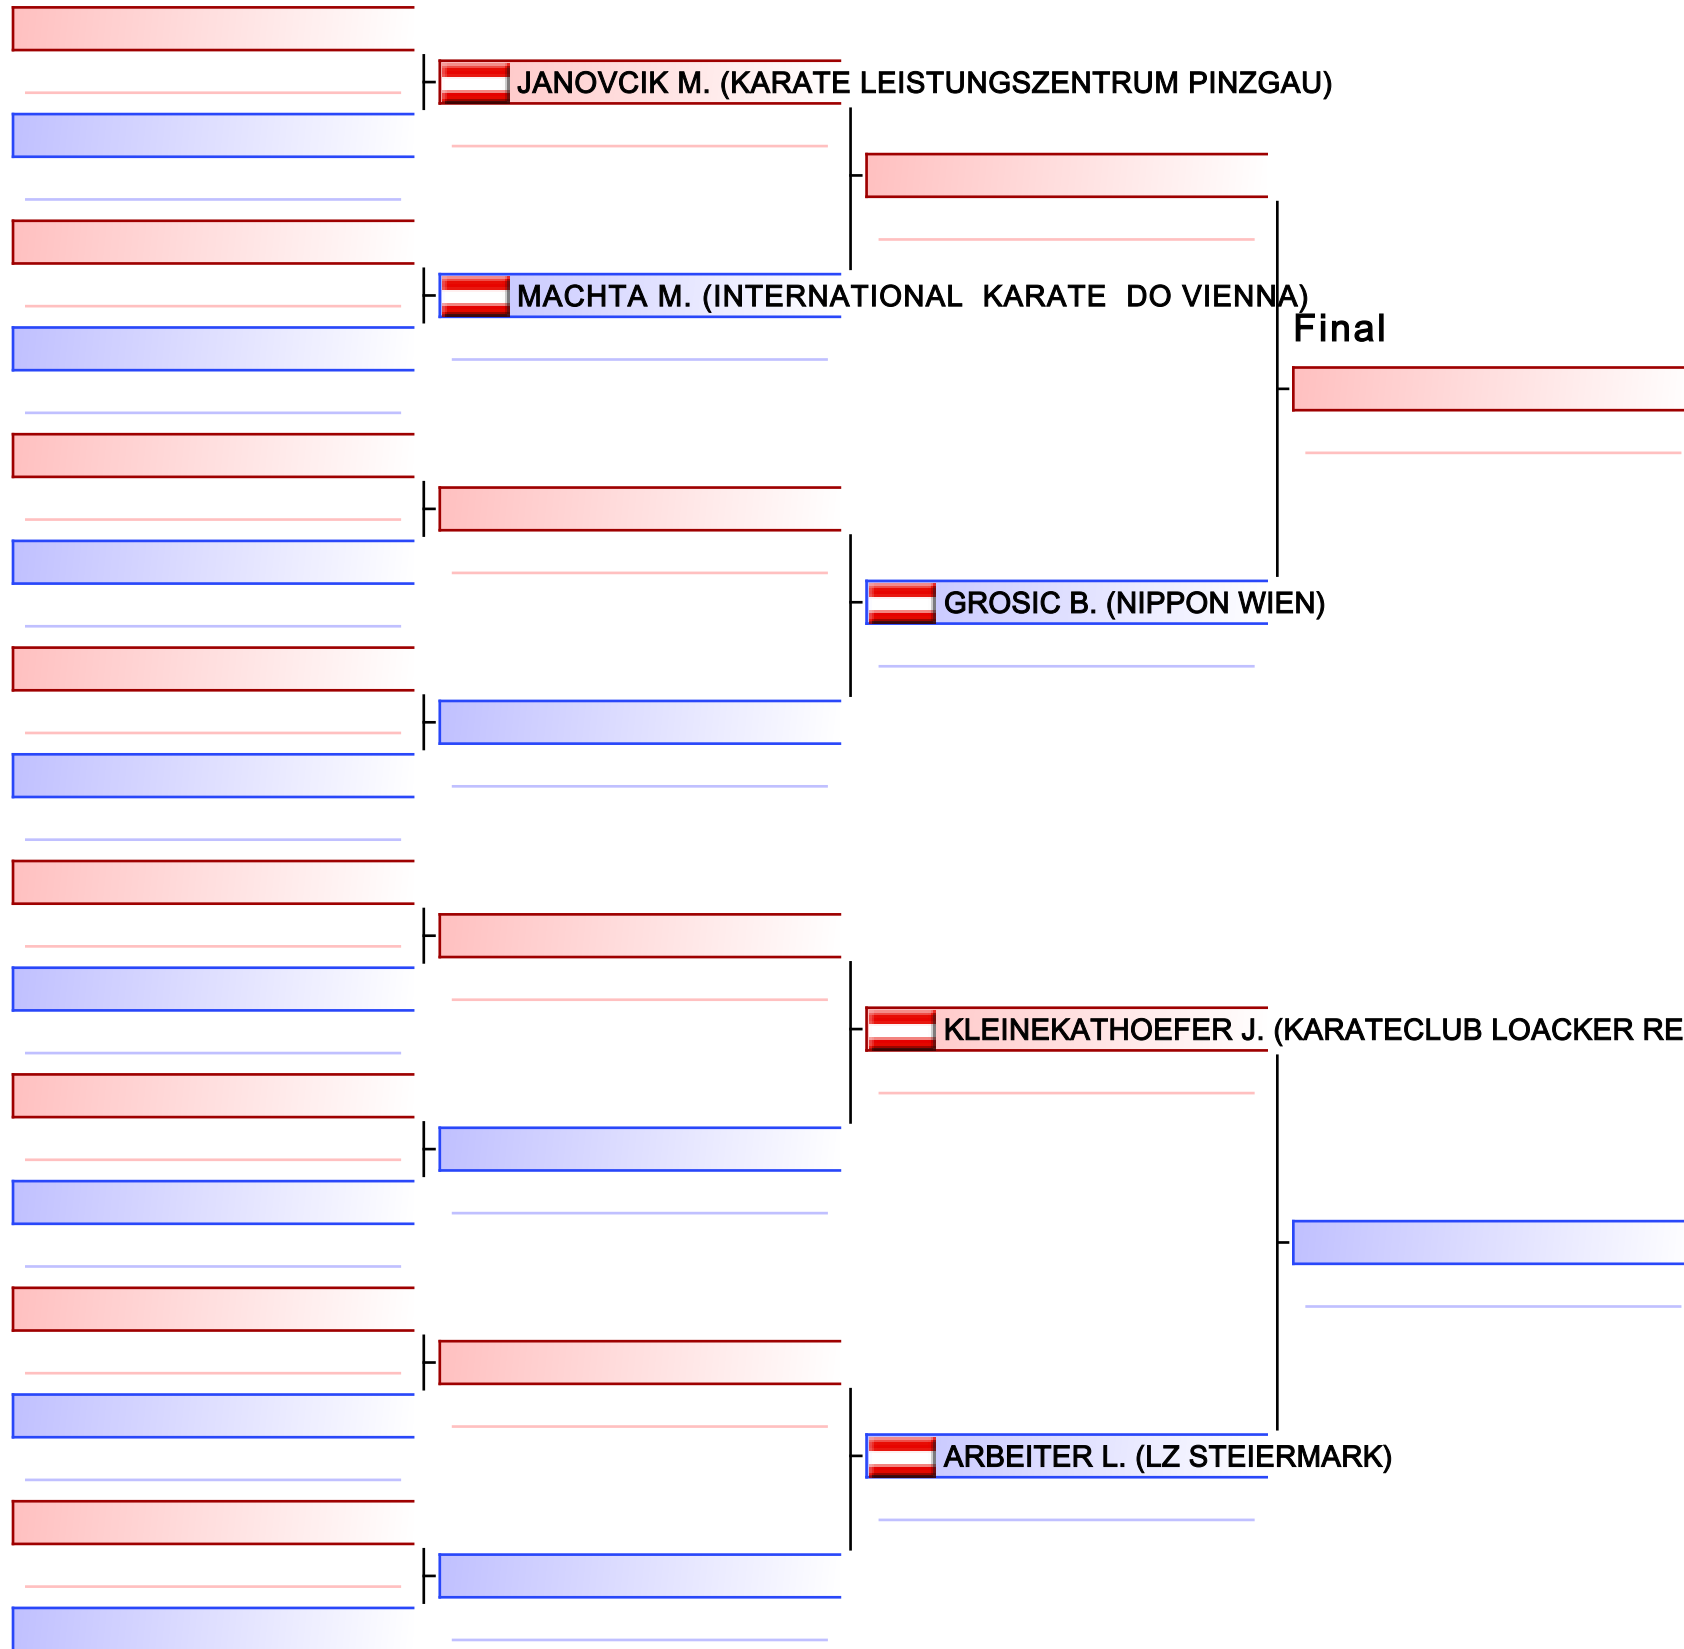 JANOVCIK M. (KARATE LEISTUNGSZENTRUM PINZGAU)
MACHTA M. (INTERNATIONAL KARATE DO VIENNA)
Final
GROSIC B. (NIPPON WIEN)
KLEINEKATHOEFER J. (KARATECLUB LOACKER RE
ARBEITER L. (LZ STEIERMARK)